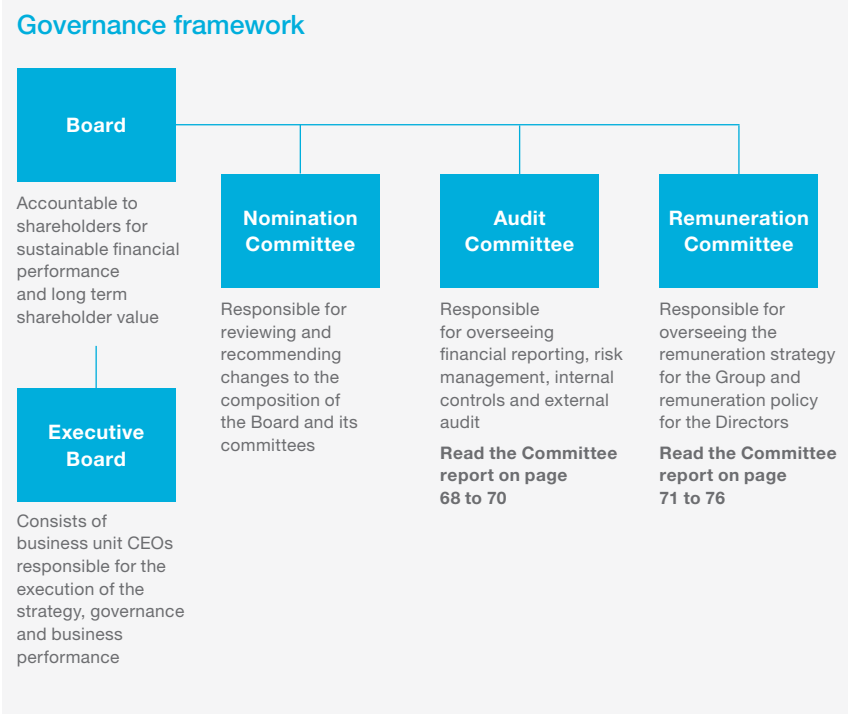 Governance framework
Board
Accountable to
shareholders for
sustainable financial
performance
and long term
shareholder value
Executive
Board
Consists of
business unit CEOs
responsible for the
execution of the
strategy, governance
and business
performance
Nomination
Committee
Responsible for
reviewing and
recommending
changes to the
composition of
the Board and its
committees
Audit
Committee
Responsible
for overseeing
financial reporting, risk
management, internal
controls and external
audit
Read the Committee
report on page
68 to 70
Remuneration
Committee
Responsible for
overseeing the
remuneration strategy
for the Group and
remuneration policy
for the Directors
Read the Committee
report on page
71 to 76